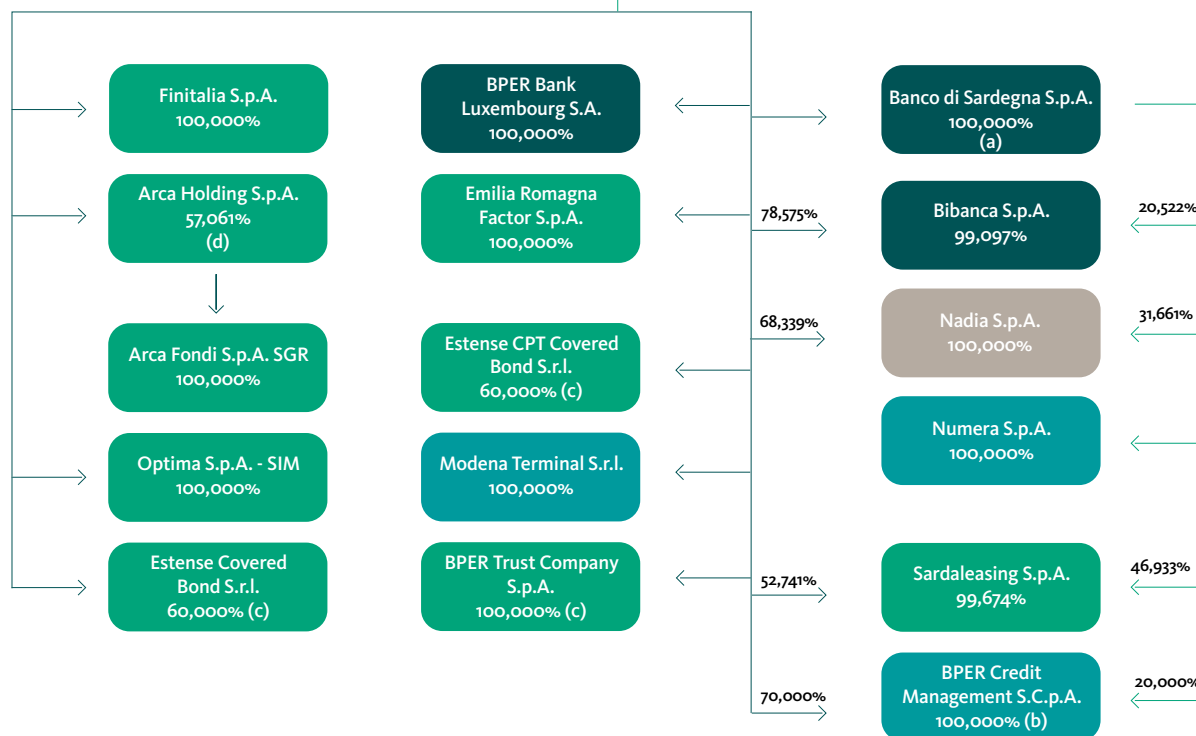 Finitalia S.p.A.
100,000%
BPER Bank
Luxembourg S.A.
100,000%
Banco di Sardegna S.p.A.
100,000%
(a)
Arca Holding S.p.A.
57,061%
(d)
Emilia Romagna
Factor S.p.A.
100,000%
78,575%
Bibanca S.p.A.
99,097%
20,522%
Arca Fondi S.p.A. SGR
100,000%
Estense CPT Covered
Bond S.r.l.
60,000% (c)
68,339%
Nadia S.p.A.
100,000%
31,661%
Numera S.p.A.
100,000%
Optima S.p.A. - SIM
100,000%
Modena Terminal S.r.l.
100,000%
Estense Covered
Bond S.r.l.
60,000% (c)
BPER Trust Company
S.p.A.
100,000% (c)
52,741%
Sardaleasing S.p.A.
99,674%
46,933%
70,000%
BPER Credit
Management S.C.p.A.
100,000% (b)
20,000%